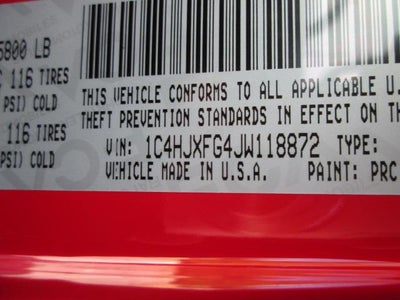 5800 LB
116 TIRES
PSI) COLD
116 TIRES
PSI) COLD
THIS VEHICLE CONFORMS TO ALL APPLICABLE U.
THEFT PREVENTION STANDARDS IN EFFECT ON TH
VIN: 1C4HJXFG4JW118872 TYPE:
VEHICLE MADE IN U.S.A. PAINT: PRC